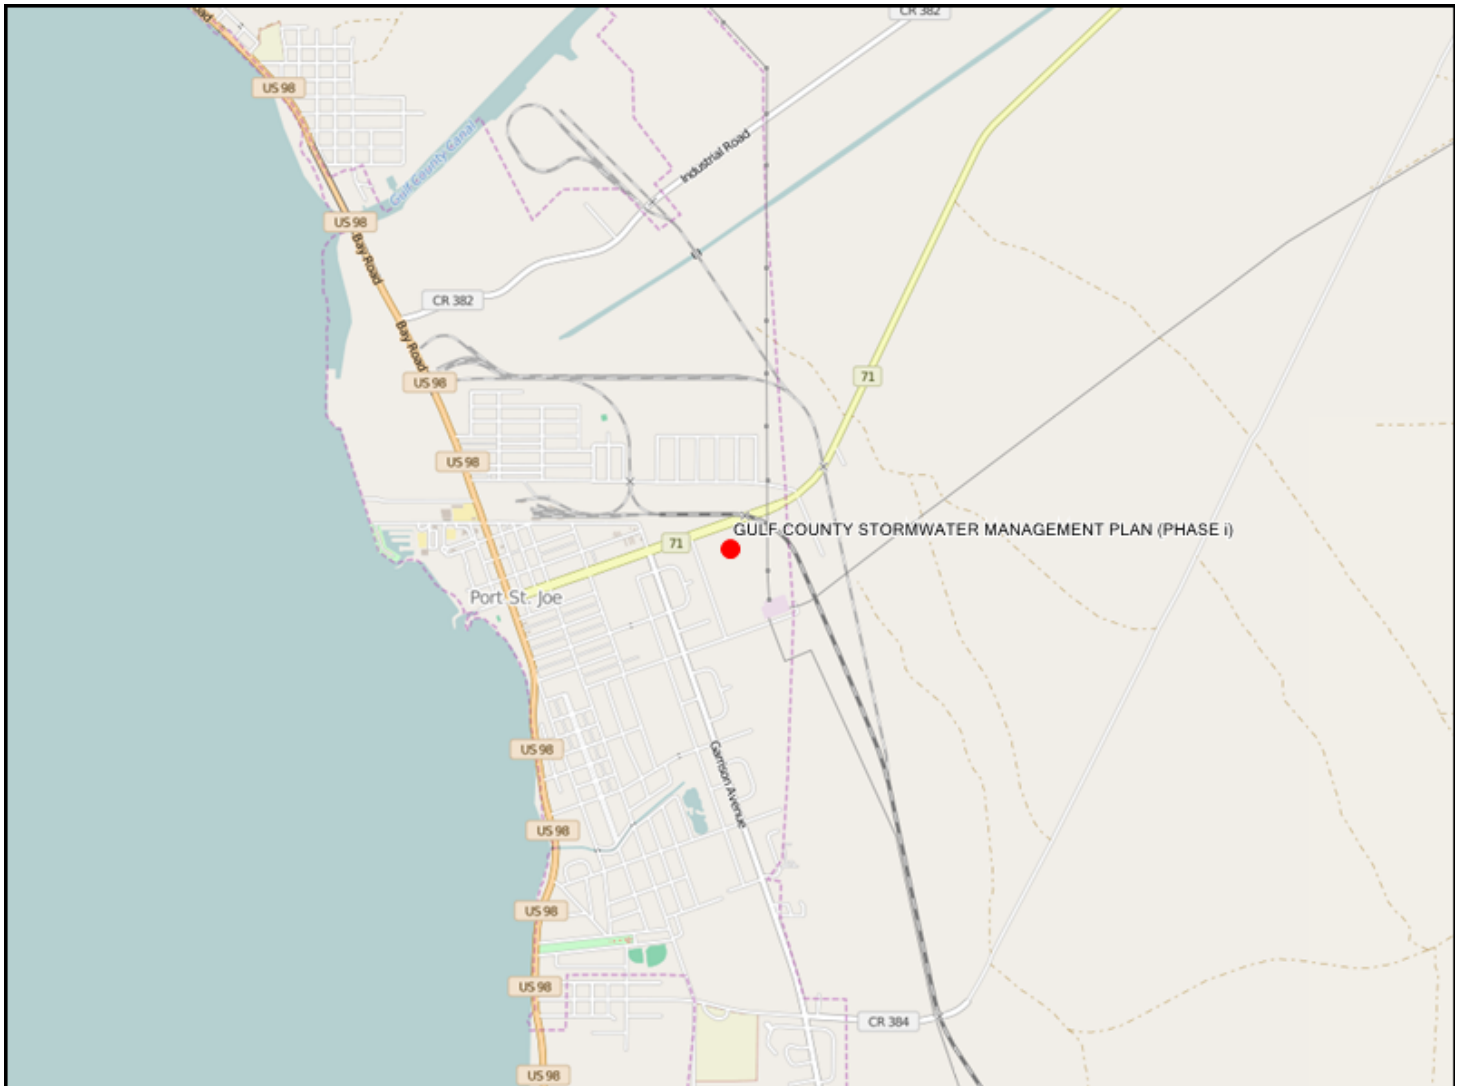 Road
CR 382
US 98
Gulf County Canal
Industrial Road
US 98
Bay Road
CR 382
Bay Road
71
US 98
US 98
GULF COUNTY STORMWATER MANAGEMENT PLAN (PHASE i)
71
Port St. Joe
US 98
Garrison Avenue
US 98
US 98
US 98
CR 384
US 98